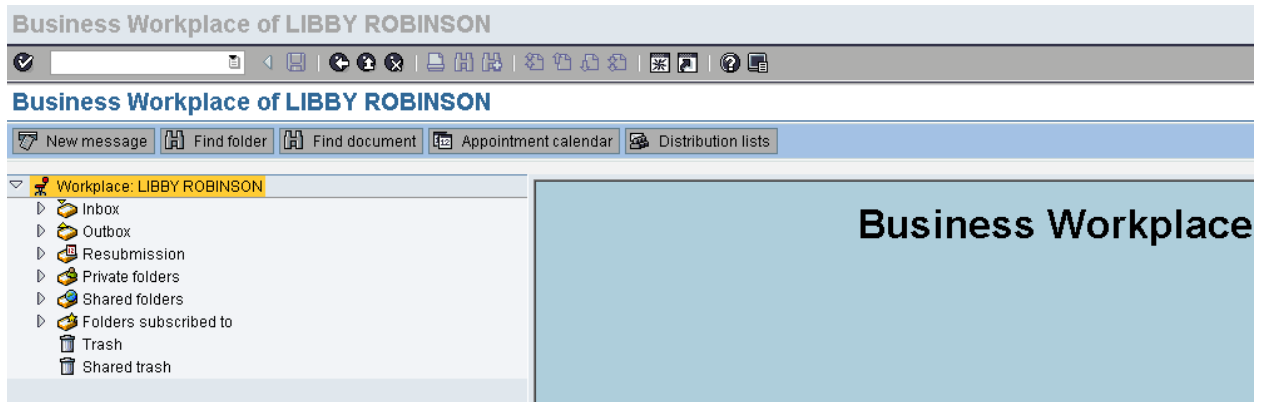 Business Workplace of LIBBY ROBINSON
Business Workplace of LIBBY ROBINSON
New message Find folder Find document 12 Appointment calendar Distribution lists
Workplace: LIBBY ROBINSON
Inbox
Outbox
Resubmission
Private folders
Shared folders
Folders subscribed to
Trash
Shared trash
Business Workplace